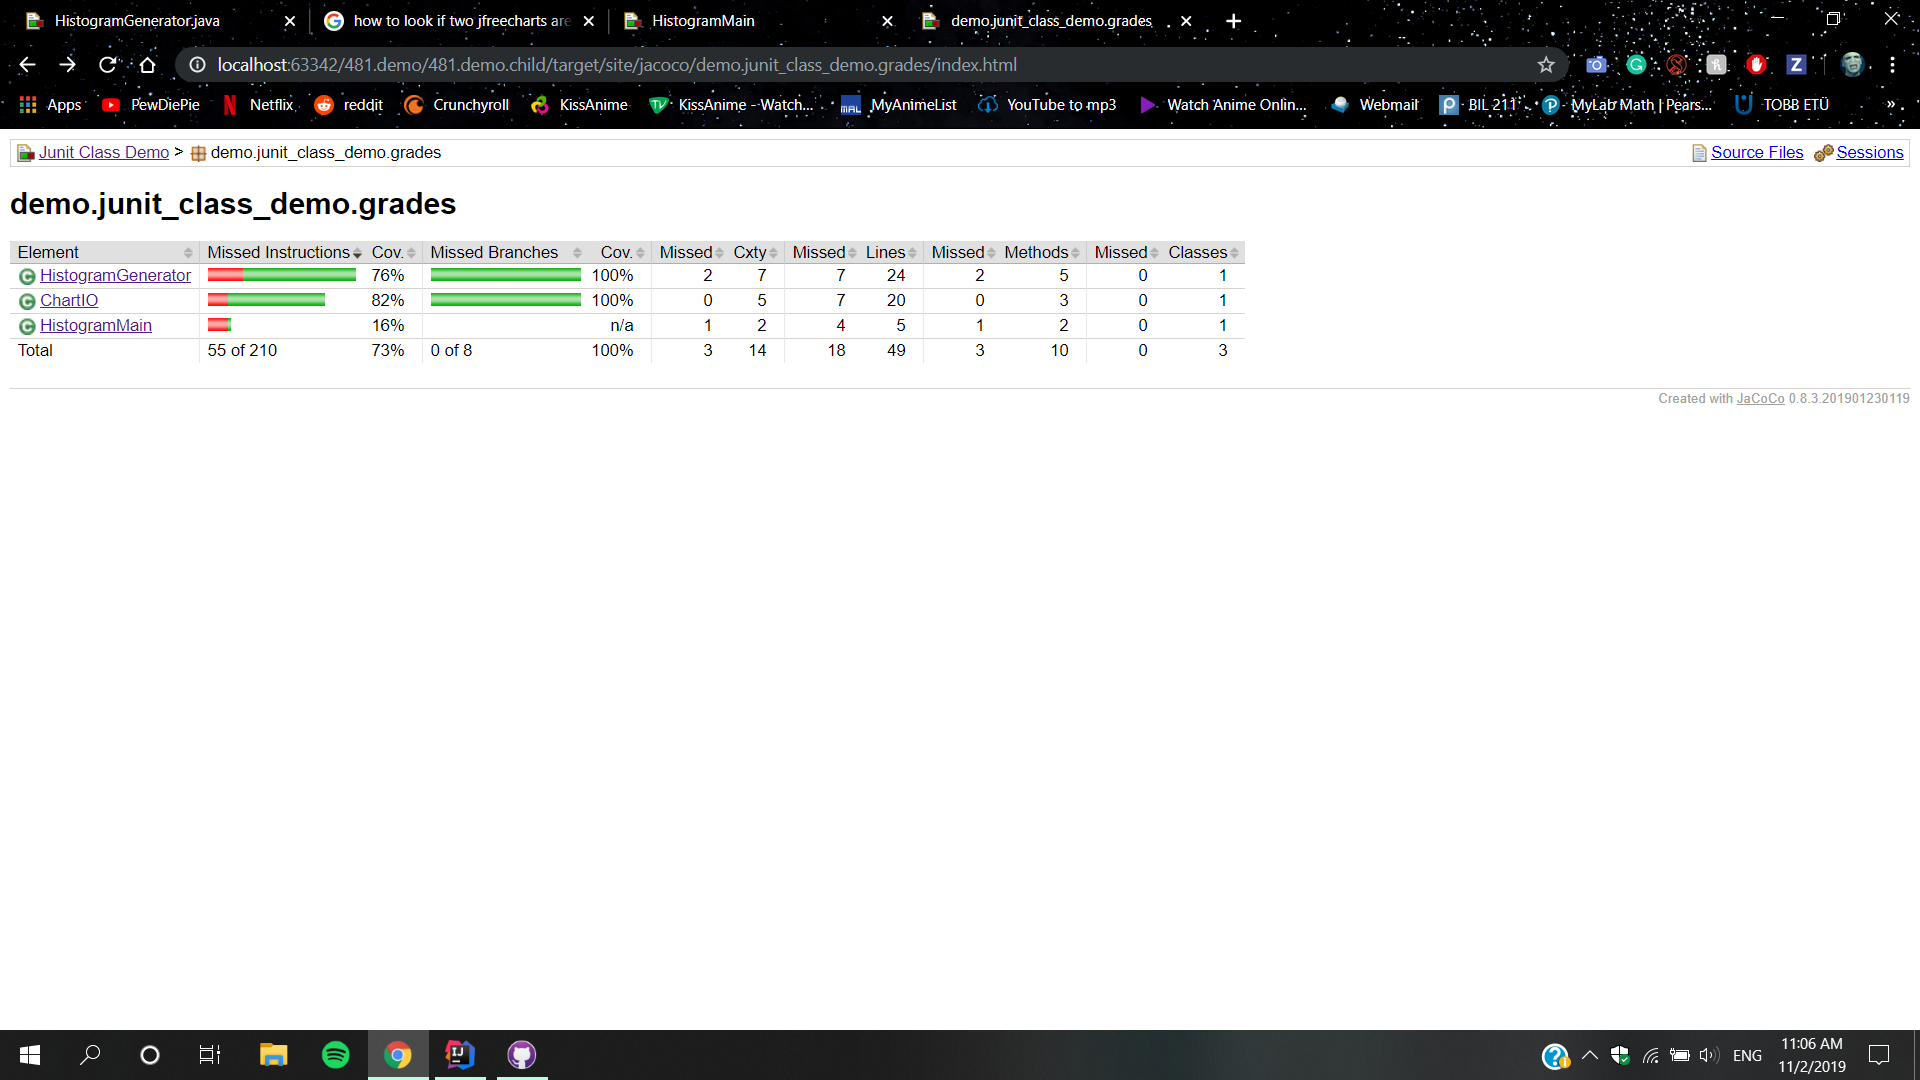 HistogramGenerator.java
how to look if two jfreecharts are
HistogramMain
demo.junit_class_demo.grades
localhost:63342/481.demo/481.demo.child/target/site/jacoco/demo.junit_class_demo.grades/index.html
Apps PewDiePie Netflix reddit Crunchyroll KissAnime KissAnime - Watch... MyAnimeList YouTube to mp3 Watch Anime Onlin... Webmail BIL 211 MyLab Math | Pears... TOBB ETÜ »
Junit Class Demo > demo.junit_class_demo.grades Source Files Sessions
demo.junit_class_demo.grades
Element Missed Instructions Cov. Missed Branches Cov. Missed Cxty Missed Lines Missed Methods Missed Classes
HistogramGenerator 76% 100% 2 7 7 24 2 5 0 1
ChartIO 82% 100% 0 5 7 20 0 3 0 1
HistogramMain 16% n/a 1 2 4 5 1 2 0 1
Total 55 of 210 73% 0 of 8 100% 3 14 18 49 3 10 0 3
Created with JaCoCo 0.8.3.201901230119
ENG
11:06 AM
11/2/2019